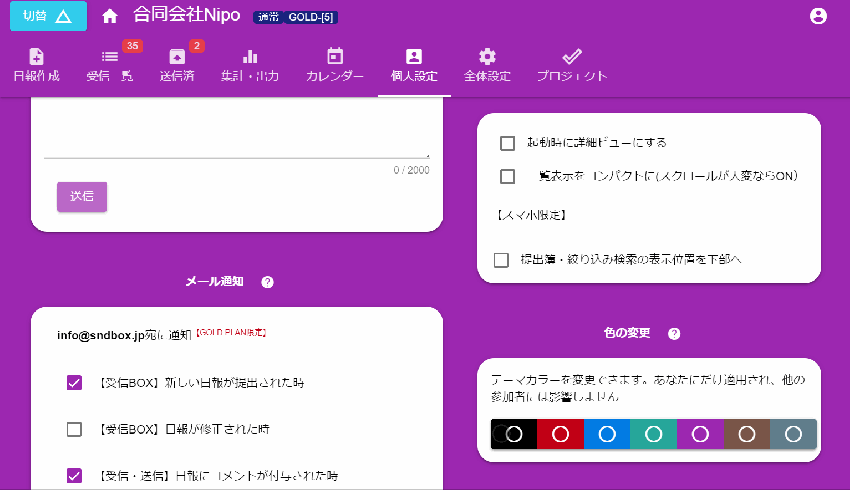 切替
合同会社Nipo
通常 GOLD-[5]
日報作成
受信一覧
35
送信済
2
集計・出力
カレンダー
個人設定
全体設定
プロジェクト
0 / 2000
送信
メール通知 ?
info@sndbox.jp宛に通知【GOLD PLAN限定】
【受信BOX】新しい日報が提出された時
【受信BOX】日報が修正された時
【受信・送信】日報にコメントが付与された時
起動時に詳細ビューにする
一覧表示をコンパクトに(スクロールが大変ならON)
【スマホ限定】
提出簿・絞り込み検索の表示位置を下部へ
色の変更 ?
テーマカラーを変更できます。あなたにだけ適用され、他の
参加者には影響しません